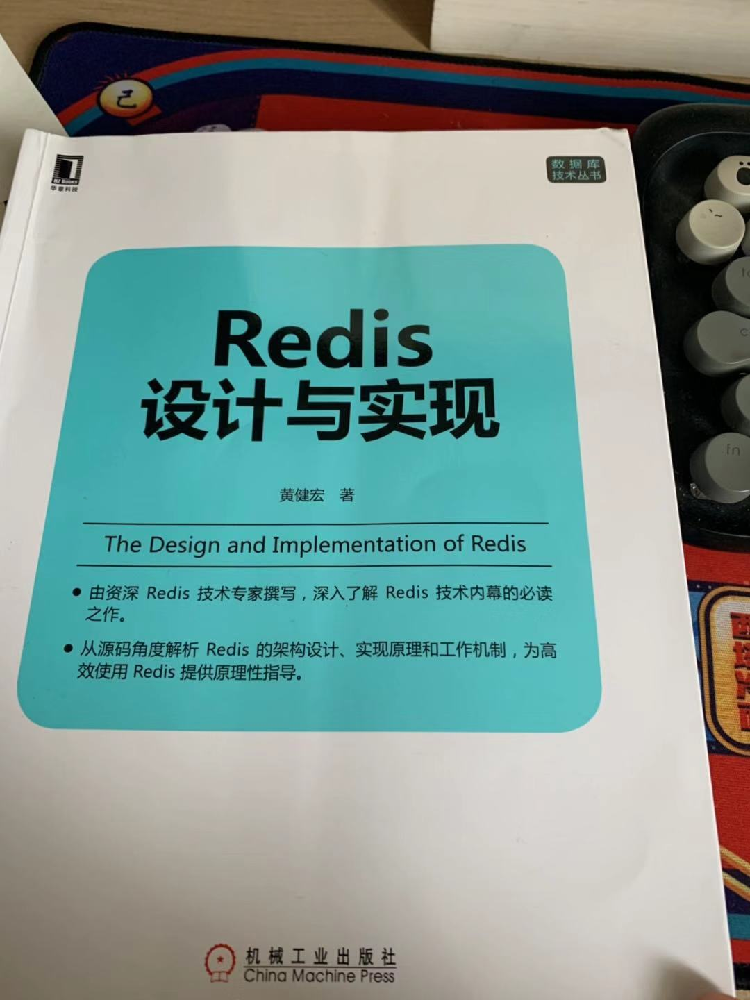 己
HZ BOOKS
华章科技
数据库
技术丛书
Redis
设计与实现
黄健宏 著
The Design and Implementation of Redis
● 由资深 Redis 技术专家撰写，深入了解 Redis 技术内幕的必读
之作。
● 从源码角度解析 Redis 的架构设计、实现原理和工作机制，为高
效使用 Redis 提供原理性指导。
fn
机械工业出版社
China Machine Press